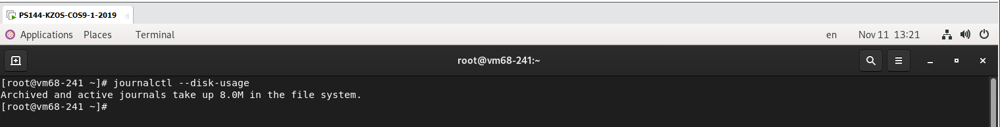 PS144-KZOS-COS9-1-2019
Applications Places Terminal en Nov 11 13:21
root@vm68-241:~
[root@vm68-241 ~]# journalctl --disk-usage
Archived and active journals take up 8.0M in the file system.
[root@vm68-241 ~]#